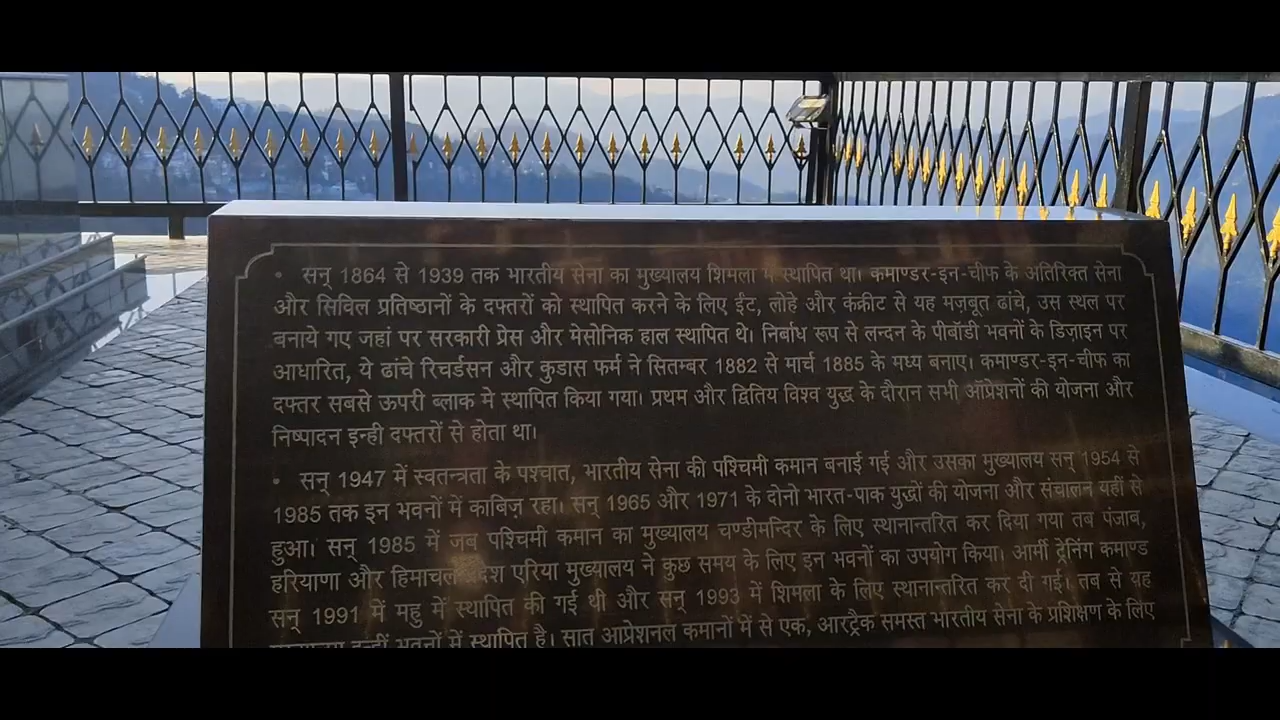 • सन् 1864 से 1939 तक भारतीय सेना का मुख्यालय शिमला में स्थापित था। कमाण्डर-इन-चीफ के अतिरिक्त सेना
और सिविल प्रतिष्ठानों के दफ्तरों को स्थापित करने के लिए ईंट, लोहे और कंक्रीट से यह मज़बूत ढांचे, उस स्थल पर
बनाये गए जहां पर सरकारी प्रेस और मेसोनिक हाल स्थापित थे। निर्बाध रूप से लन्दन के पीबॉडी भवनों के डिज़ाइन पर
आधारित, ये ढांचे रिचर्डसन और कुडास फर्म ने सितम्बर 1882 से मार्च 1885 के मध्य बनाए। कमाण्डर-इन-चीफ का
दफ्तर सबसे ऊपरी ब्लाक मे स्थापित किया गया। प्रथम और द्वितिय विश्व युद्ध के दौरान सभी ऑप्रेशनों की योजना और
निष्पादन इन्ही दफ्तरों से होता था।
• सन् 1947 में स्वतन्त्रता के पश्चात, भारतीय सेना की पश्चिमी कमान बनाई गई और उसका मुख्यालय सन् 1954 से
1985 तक इन भवनों में काबिज़ रहा। सन् 1965 और 1971 के दोनो भारत-पाक युद्धों की योजना और संचालन यहीं से
हुआ। सन् 1985 में जब पश्चिमी कमान का मुख्यालय चण्डीमन्दिर के लिए स्थानान्तरित कर दिया गया तब पंजाब,
हरियाणा और हिमाचल प्रदेश एरिया मुख्यालय ने कुछ समय के लिए इन भवनों का उपयोग किया। आर्मी ट्रेनिंग कमाण्ड
सन् 1991 में महु में स्थापित की गई थी और सन् 1993 में शिमला के लिए स्थानान्तरित कर दी गई। तब से यह
इन्हीं भवनों में स्थापित है। सात आप्रेशनल कमानों में से एक, आरट्रैक समस्त भारतीय सेना के प्रशिक्षण के लिए